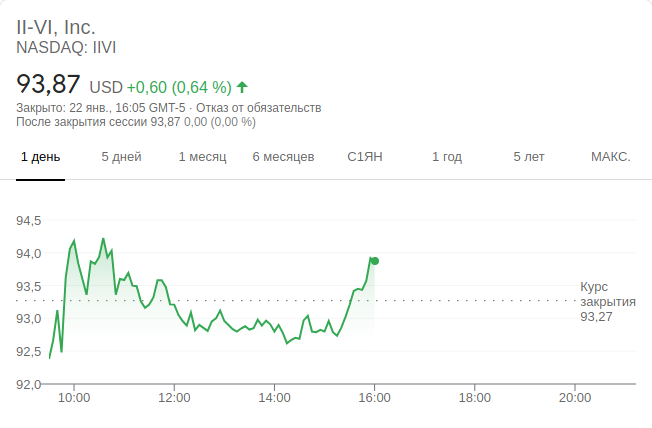 II-VI, Inc.
NASDAQ: IIVI
93,87 USD +0,60 (0,64 %)
Закрыто: 22 янв., 16:05 GMT-5 · Отказ от обязательств
После закрытия сессии 93,87 0,00 (0,00 %)
1 день 5 дней 1 месяц 6 месяцев С1ЯН 1 год 5 лет МАКС.
94,5
94,0
93,5
93,0
92,5
92,0
Курс
закрытия
93,27
10:00 12:00 14:00 16:00 18:00 20:00